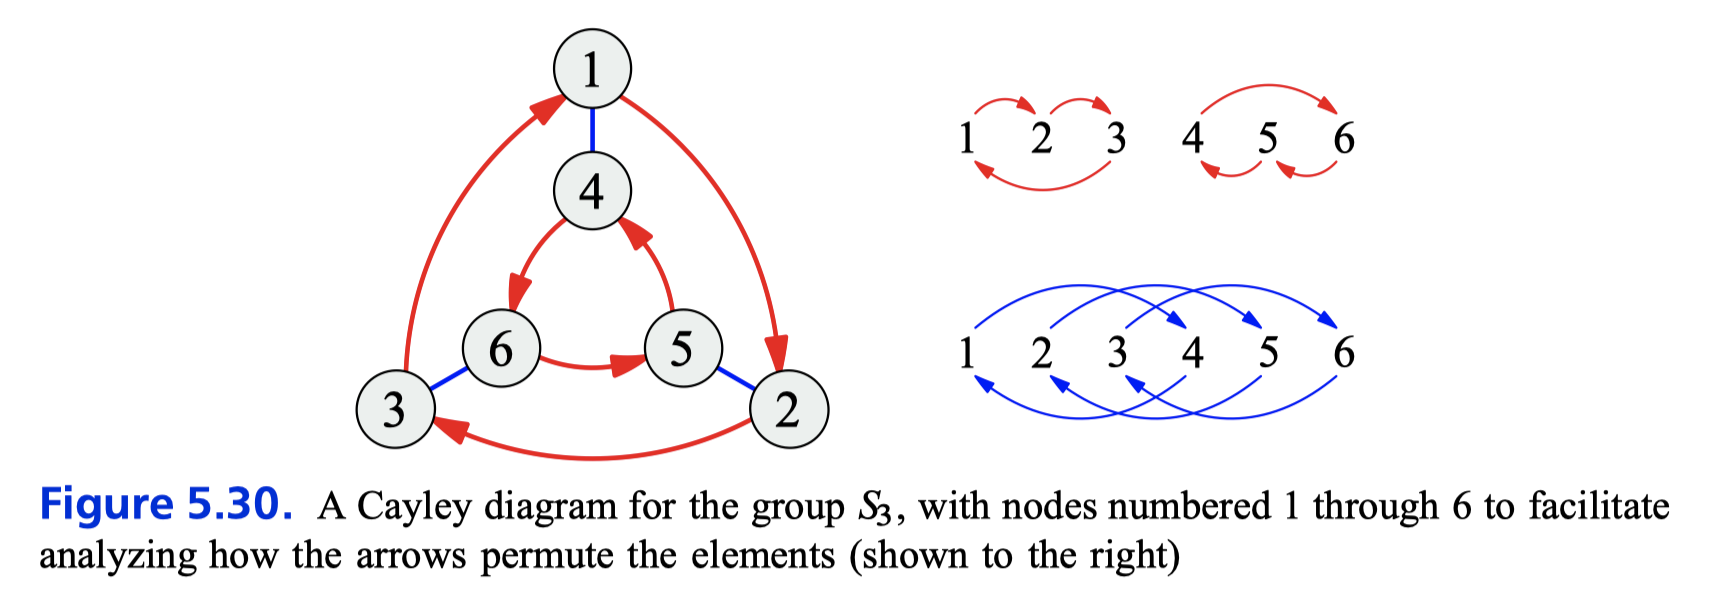 1
4
6 5
3 2
1 2 3 4 5 6
1 2 3 4 5 6
Figure 5.30. A Cayley diagram for the group S₃, with nodes numbered 1 through 6 to facilitate
analyzing how the arrows permute the elements (shown to the right)